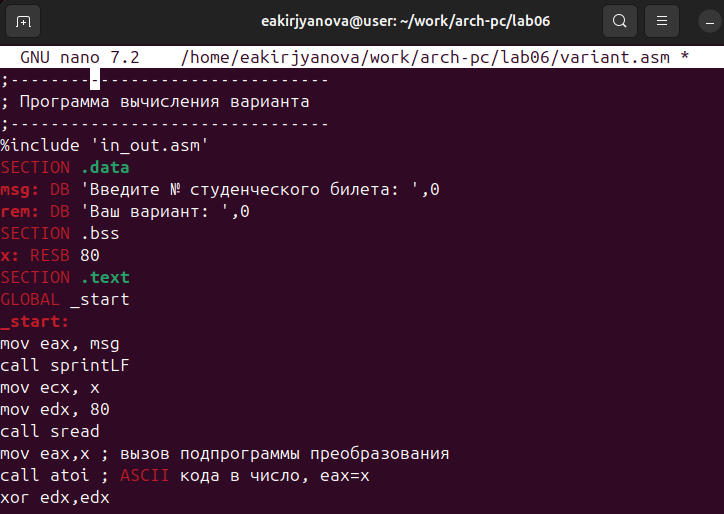 eakirjyanova@user: ~/work/arch-pc/lab06
GNU nano 7.2 /home/eakirjyanova/work/arch-pc/lab06/variant.asm *
;--------------------------------
; Программа вычисления варианта
;--------------------------------
%include 'in_out.asm'
SECTION .data
msg: DB 'Введите № студенческого билета: ',0
rem: DB 'Ваш вариант: ',0
SECTION .bss
x: RESB 80
SECTION .text
GLOBAL _start
_start:
mov eax, msg
call sprintLF
mov ecx, x
mov edx, 80
call sread
mov eax,x ; вызов подпрограммы преобразования
call atoi ; ASCII кода в число, eax=x
xor edx,edx